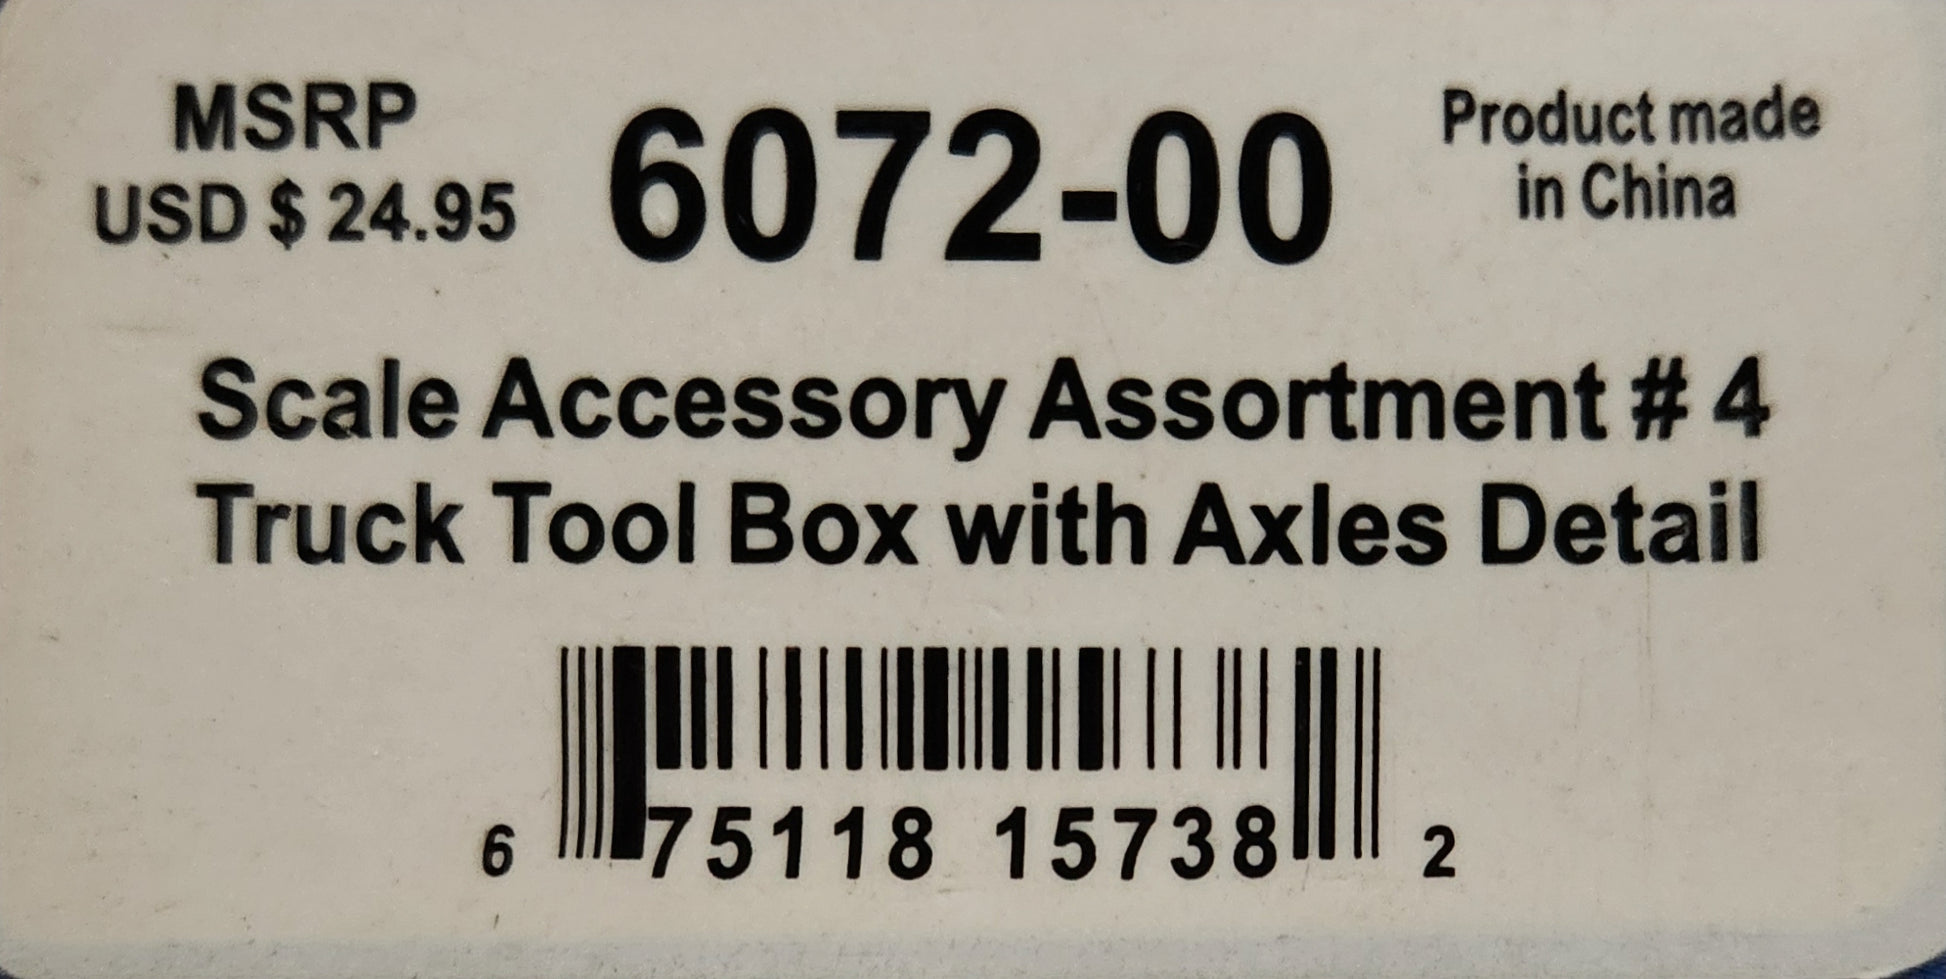 MSRP
USD $ 24.95
6072-00
Product made
in China
Scale Accessory Assortment # 4
Truck Tool Box with Axles Detail
6 75118 15738 2